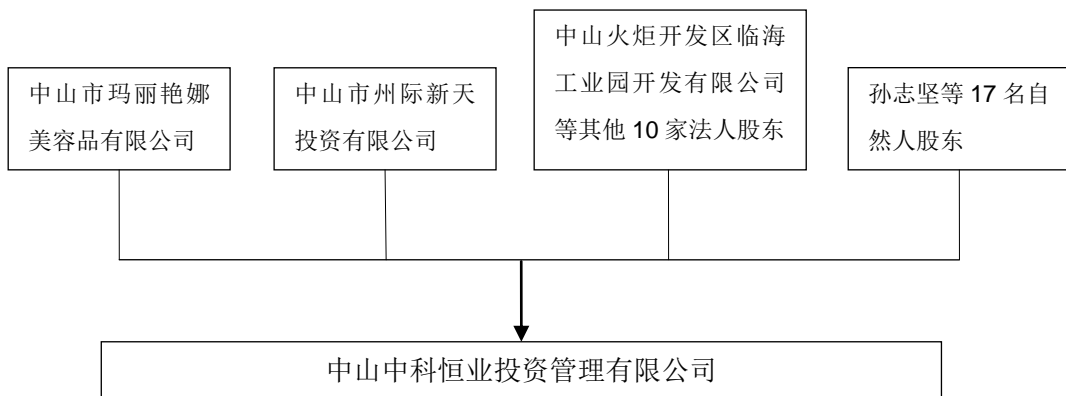 中山市玛丽艳娜
美容品有限公司
中山市州际新天
投资有限公司
中山火炬开发区临海
工业园开发有限公司
等其他 10 家法人股东
孙志坚等 17 名自
然人股东
中山中科恒业投资管理有限公司